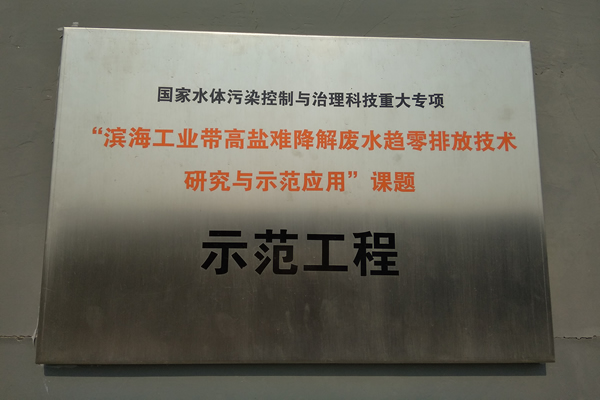 国家水体污染控制与治理科技重大专项
“滨海工业带高盐难降解废水趋零排放技术
研究与示范应用”课题
示范工程